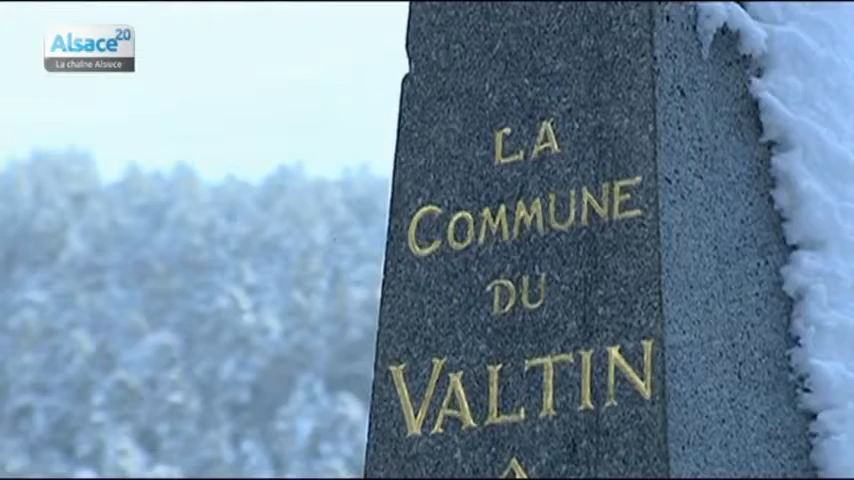 Alsace20
La chaîne Alsace
LA
COMMUNE
DU
VALTIN
À